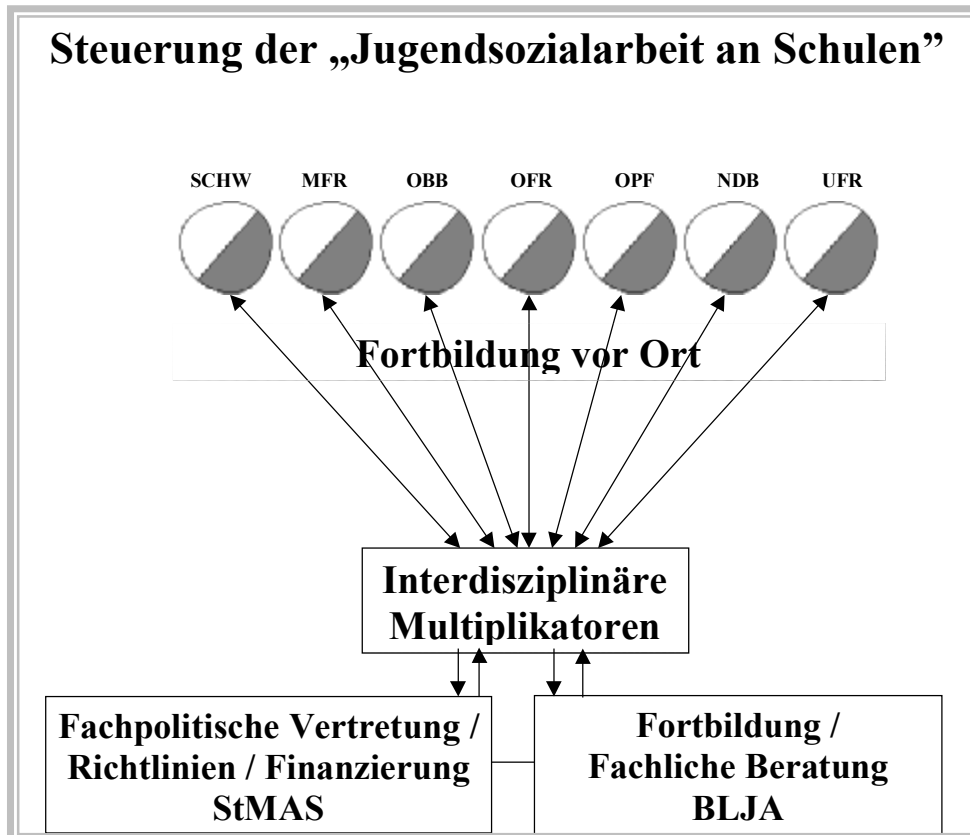 Steuerung der „Jugendsozialarbeit an Schulen”
SCHW MFR OBB OFR OPF NDB UFR
Fortbildung vor Ort
Interdisziplinäre
Multiplikatoren
Fachpolitische Vertretung /
Richtlinien / Finanzierung
StMAS
Fortbildung /
Fachliche Beratung
BLJA